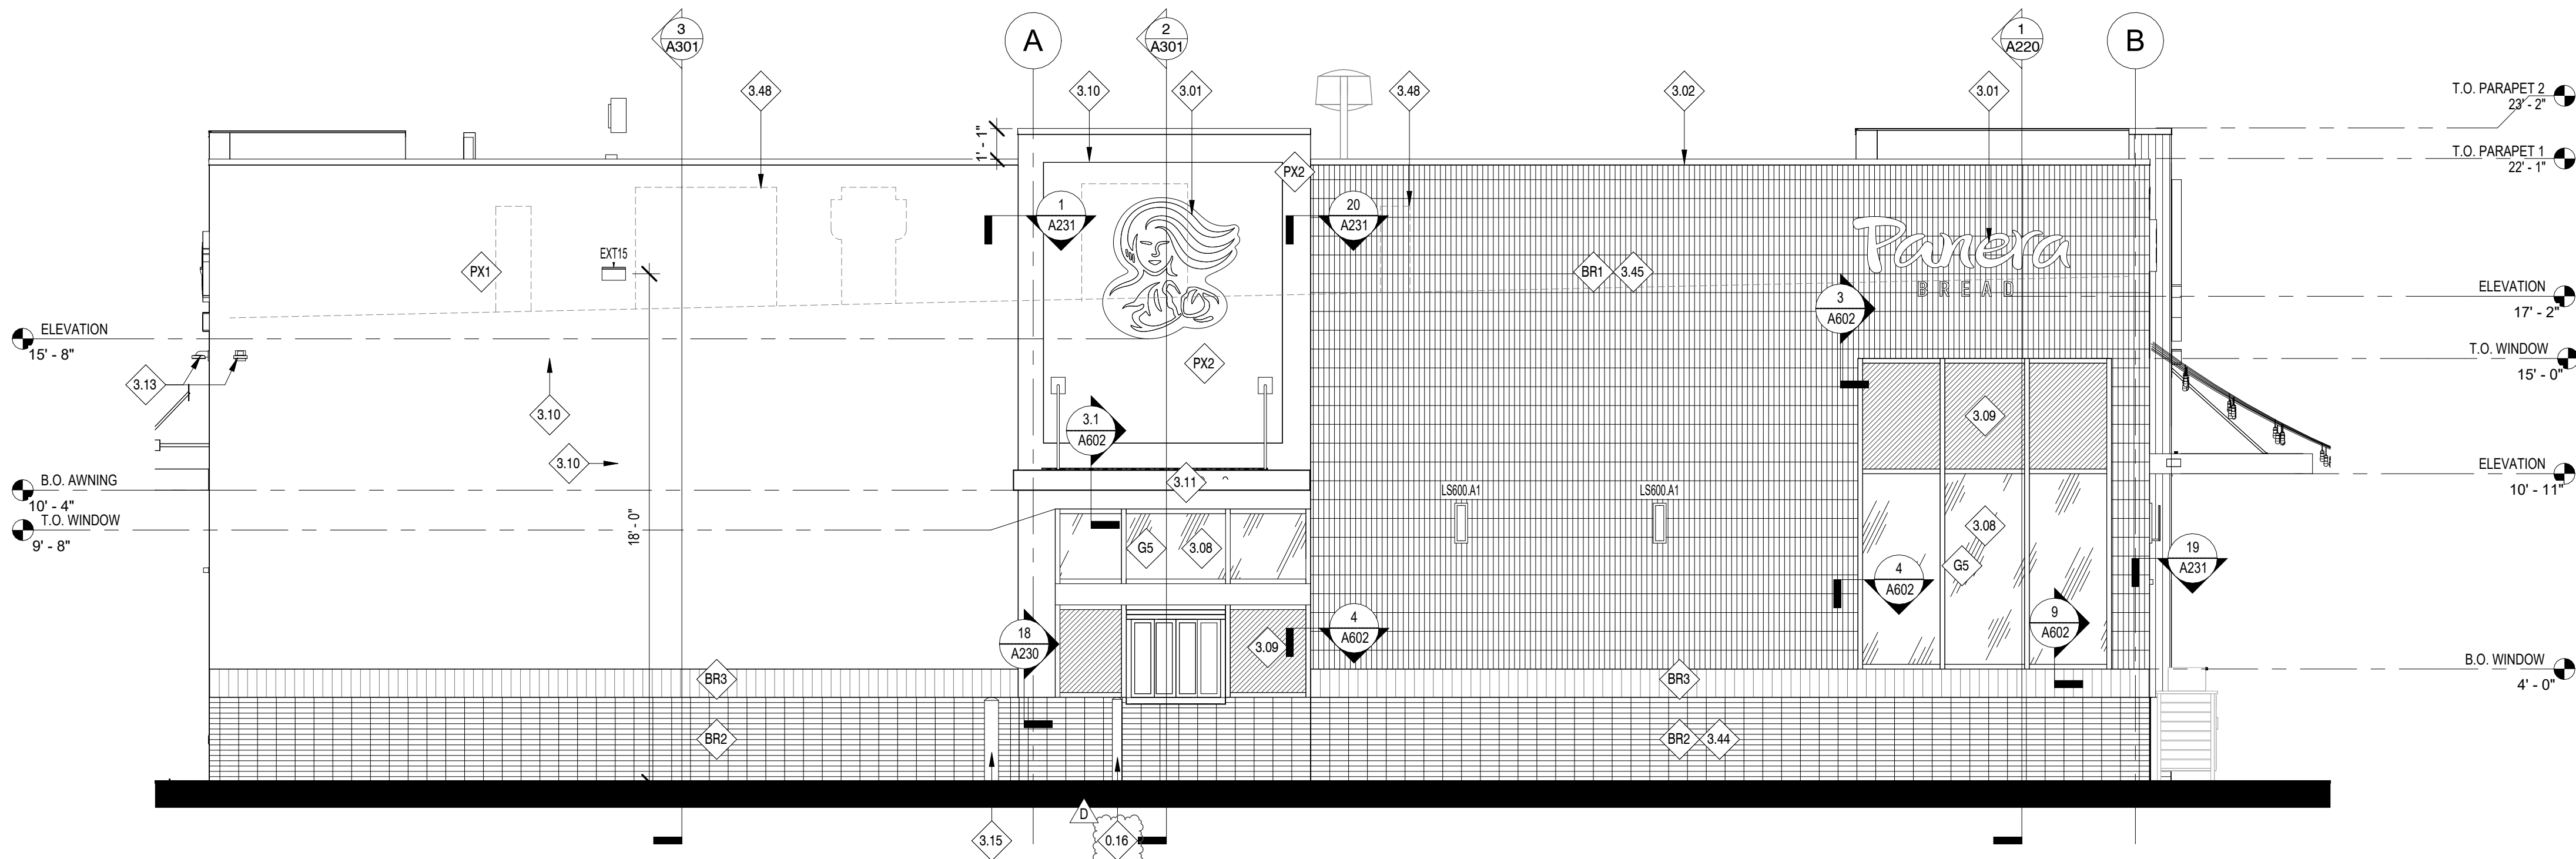 3
A301
A
2
A301
1
A220
B
3.48
3.10
3.01
3.48
3.02
3.01
T.O. PARAPET 2
23' - 2"
1' - 1"
T.O. PARAPET 1
22' - 1"
PX2
1
A231
20
A231
PX1
EXT15
BR1
3.45
Panera
BREAD
ELEVATION
17' - 2"
3
A602
ELEVATION
15' - 8"
T.O. WINDOW
15' - 0"
3.13
PX2
3.10
3.09
3.1
A602
3.10
ELEVATION
10' - 11"
B.O. AWNING
10' - 4"
3.11
LS600.A1
LS600.A1
T.O. WINDOW
9' - 8"
18' - 0"
G5
3.08
3.08
G5
19
A231
4
A602
9
A602
18
A230
3.09
4
A602
B.O. WINDOW
4' - 0"
BR3
BR3
BR2
BR2
3.44
D
3.15
0.16